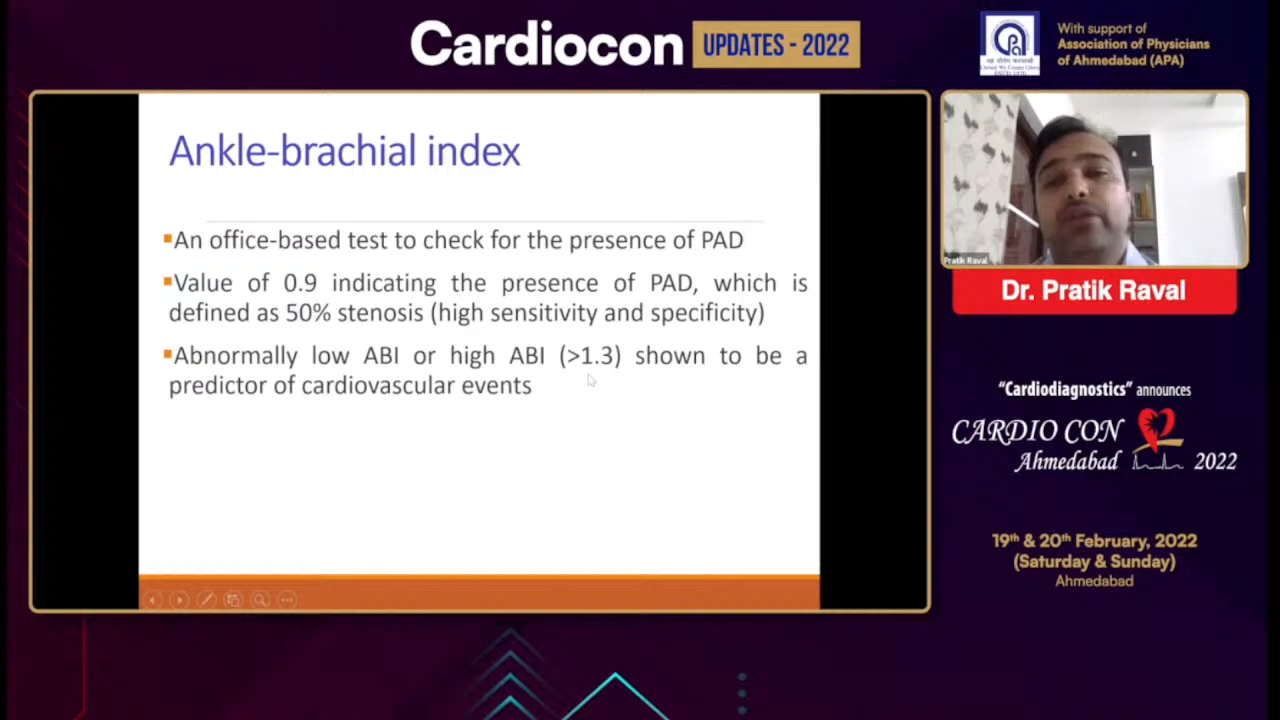 Cardiocon UPDATES - 2022
With support of
Association of Physicians
of Ahmedabad (APA)
Ankle-brachial index
An office-based test to check for the presence of PAD
Value of 0.9 indicating the presence of PAD, which is
defined as 50% stenosis (high sensitivity and specificity)
Abnormally low ABI or high ABI (>1.3) shown to be a
predictor of cardiovascular events
Pratik Raval
Dr. Pratik Raval
“Cardiodiagnostics” announces
CARDIO CON
Ahmedabad 2022
19th & 20th February, 2022
(Saturday & Sunday)
Ahmedabad